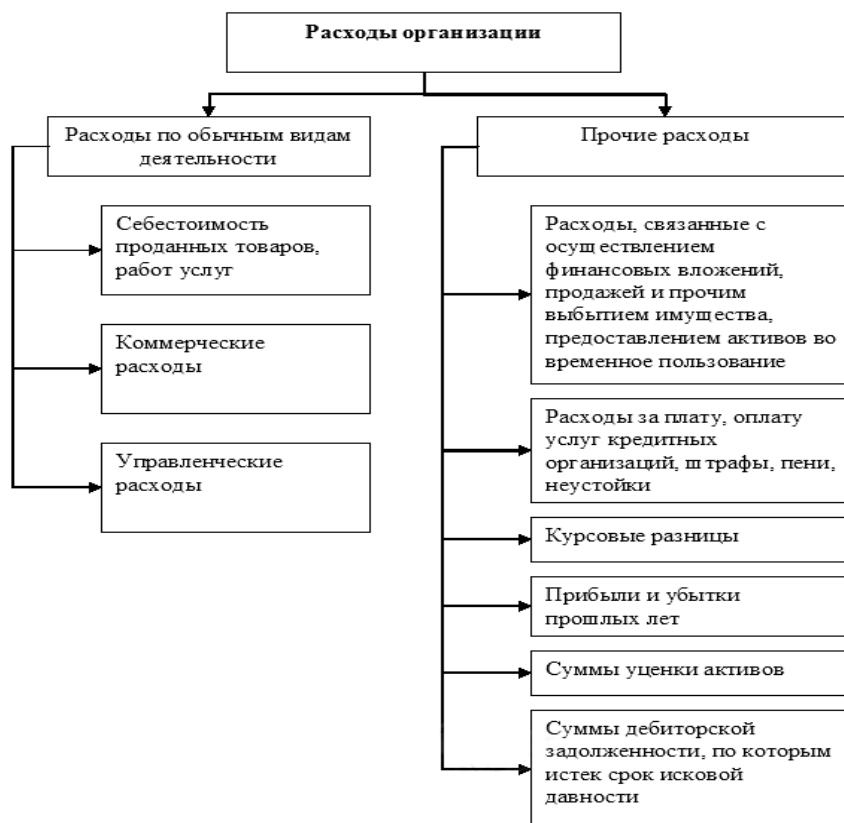 Расходы организации
Расходы по обычным видам
деятельности
Себестоимость
проданных товаров,
работ услуг
Коммерческие
расходы
Управленческие
расходы
Прочие расходы
Расходы, связанные с
осуществлением
финансовых вложений,
продажей и прочим
выбытием имущества,
предоставлением активов во
временное пользование
Расходы за плату, оплату
услуг кредитных
организаций, штрафы, пени,
неустойки
Курсовые разницы
Прибыли и убытки
прошлых лет
Суммы уценки активов
Суммы дебиторской
задолженности, по которым
истек срок исковой
давности